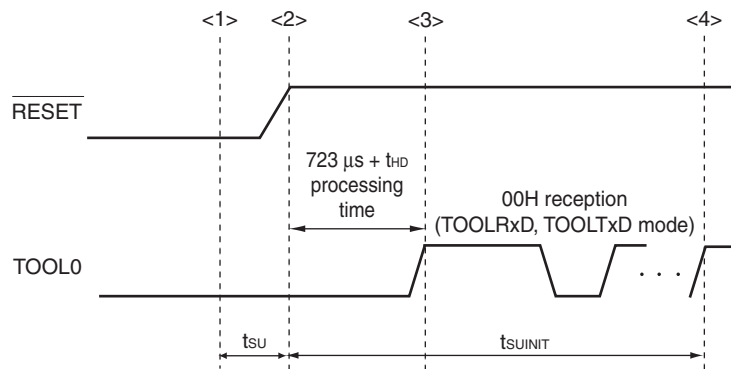 <1> <2> <3> <4>
RESET
723 μs + tHD
processing
time
00H reception
(TOOLRxD, TOOLTxD mode)
TOOL0
. . .
tSU
tSUINIT